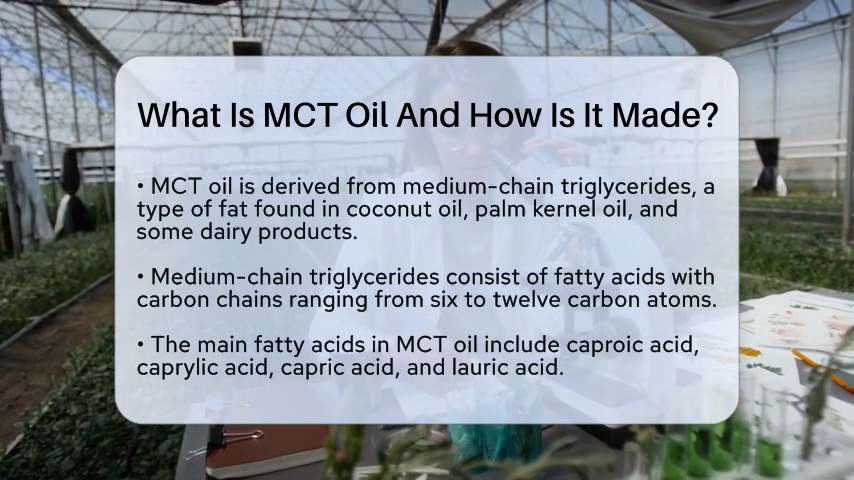 What Is MCT Oil And How Is It Made?
• MCT oil is derived from medium-chain triglycerides, a
type of fat found in coconut oil, palm kernel oil, and
some dairy products.
• Medium-chain triglycerides consist of fatty acids with
carbon chains ranging from six to twelve carbon atoms.
• The main fatty acids in MCT oil include caproic acid,
caprylic acid, capric acid, and lauric acid.